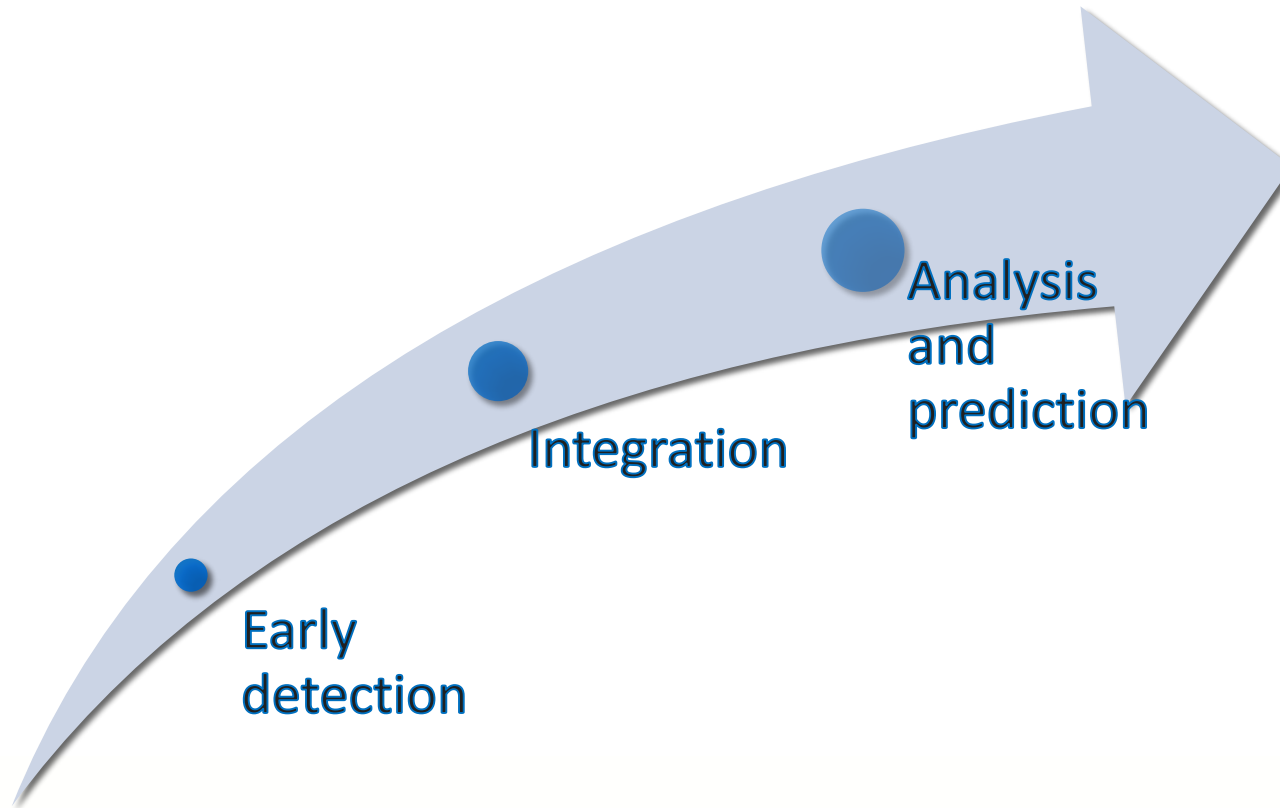 Early
detection
Integration
Analysis
and
prediction